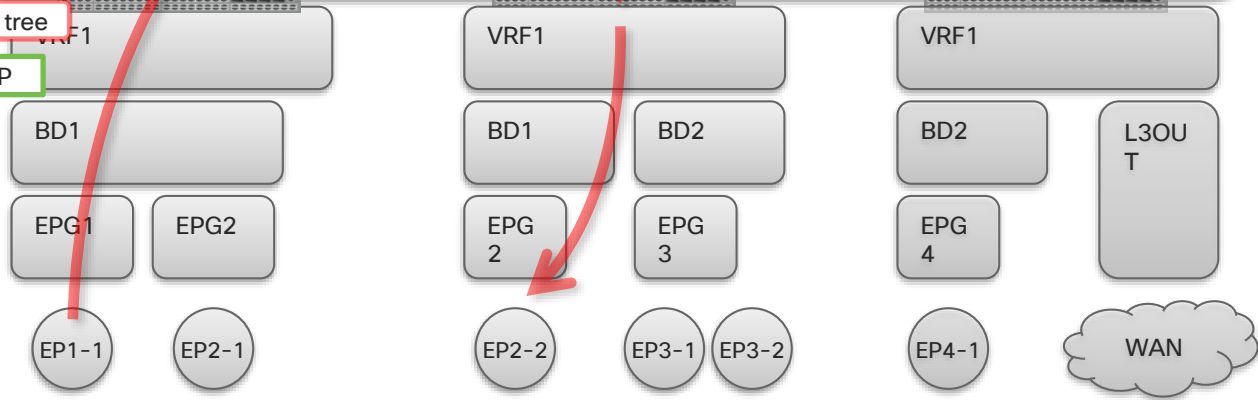 tree
VRF1
VRF1
VRF1
P
BD1
BD1
BD2
BD2
L3OU
T
EPG1
EPG2
EPG
2
EPG
3
EPG
4
EP1-1
EP2-1
EP2-2
EP3-1
EP3-2
EP4-1
WAN